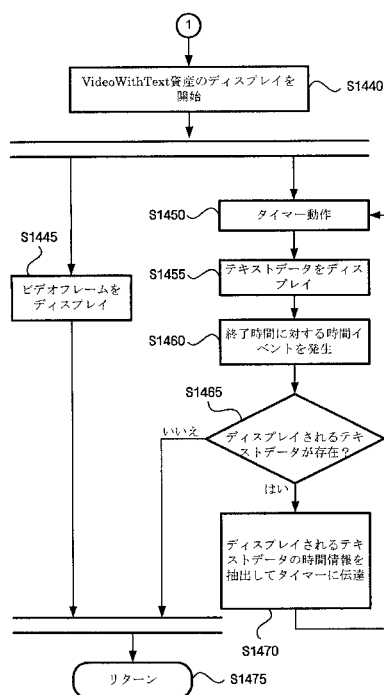 1
VideoWithText資産のディスプレイを
開始
S1440
S1450
タイマー動作
S1445
ビデオフレームを
ディスプレイ
S1455
テキストデータをディス
プレイ
S1460
終了時間に対する時間イ
ベントを発生
S1465
いいえ
ディスプレイされるテキ
ストデータが存在？
はい
ディスプレイされるテキ
ストデータの時間情報を
抽出してタイマーに伝達
S1470
リターン
S1475